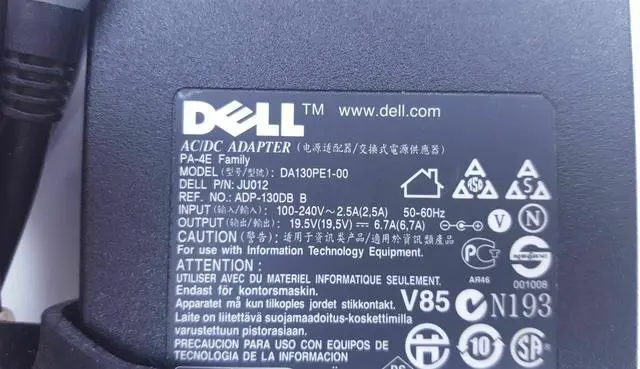 DELL™ www.dell.com
AC/DC ADAPTER (电源适配器/交換式電源供應器)
PA-4E Family
MODEL (型号/型號): DA130PE1-00
DELL P/N: JU012
REF. NO.: ADP-130DB B
INPUT (输入/輸入): 100-240V~2.5A(2,5A) 50-60Hz
OUTPUT (输出/輸出): 19.5V(19,5V)⎓6.7A(6,7A)
CAUTION (警告): 适用于资讯类产品/適用於資訊類產品
For use with Information Technology Equipment.
ATTENTION :
UTILISER AVEC DU MATERIEL INFORMATIQUE SEULEMENT.
Endast för kontorsmaskin.
Apparatet må kun tilkoples jordet stikkontakt.
Laite on liitettävä suojamaadoitus-koskettimilla
varustettuun pistorasiaan.
PRECAUCION PARA USO CON EQUIPOS DE
TECNOLOGIA DE LA INFORMACION
5
V
N
AR46
001008
V85
N193
10